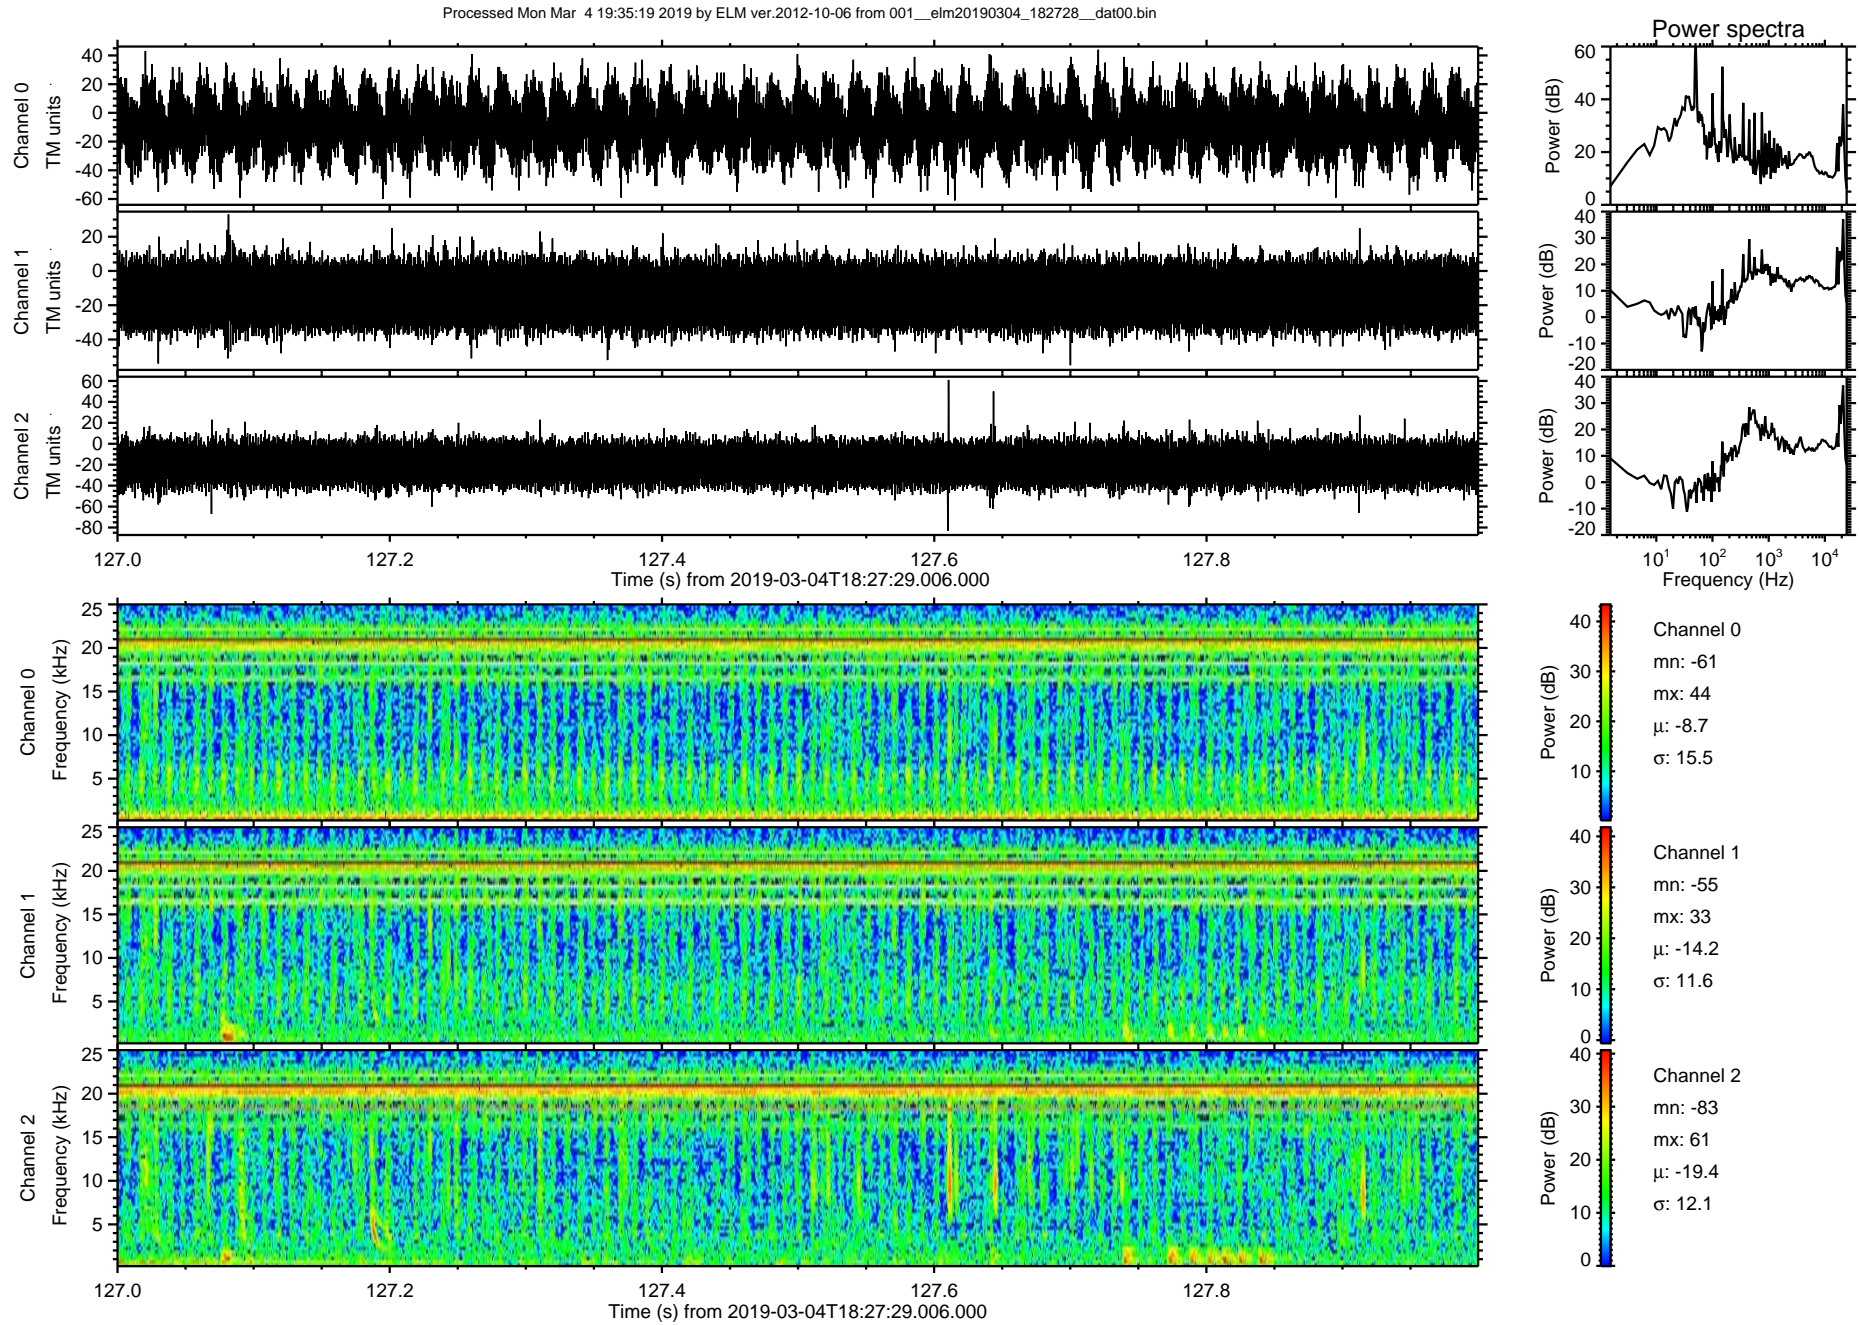 Processed Mon Mar  4 19:35:19 2019 by ELM ver.2012-10-06 from 001__elm20190304_182728__dat00.bin
Power spectra
Channel 0
TM units
40
20
0
-20
-40
-60
Power (dB)
60
40
20
0
Channel 1
TM units
20
0
-20
-40
Power (dB)
40
30
20
10
0
-10
-20
Channel 2
TM units
60
40
20
0
-20
-40
-60
-80
Power (dB)
40
30
20
10
0
-10
-20
127.0 127.2 127.4 127.6 127.8
Time (s) from 2019-03-04T18:27:29.006.000
10¹ 10² 10³ 10⁴
Frequency (Hz)
Channel 0
Frequency (kHz)
25
20
15
10
5
Power (dB)
40
30
20
10
Channel 0
mn: -61
mx: 44
µ: -8.7
σ: 15.5
Channel 1
Frequency (kHz)
25
20
15
10
5
Power (dB)
40
30
20
10
0
Channel 1
mn: -55
mx: 33
µ: -14.2
σ: 11.6
Channel 2
Frequency (kHz)
25
20
15
10
5
Power (dB)
40
30
20
10
0
Channel 2
mn: -83
mx: 61
µ: -19.4
σ: 12.1
127.0 127.2 127.4 127.6 127.8
Time (s) from 2019-03-04T18:27:29.006.000